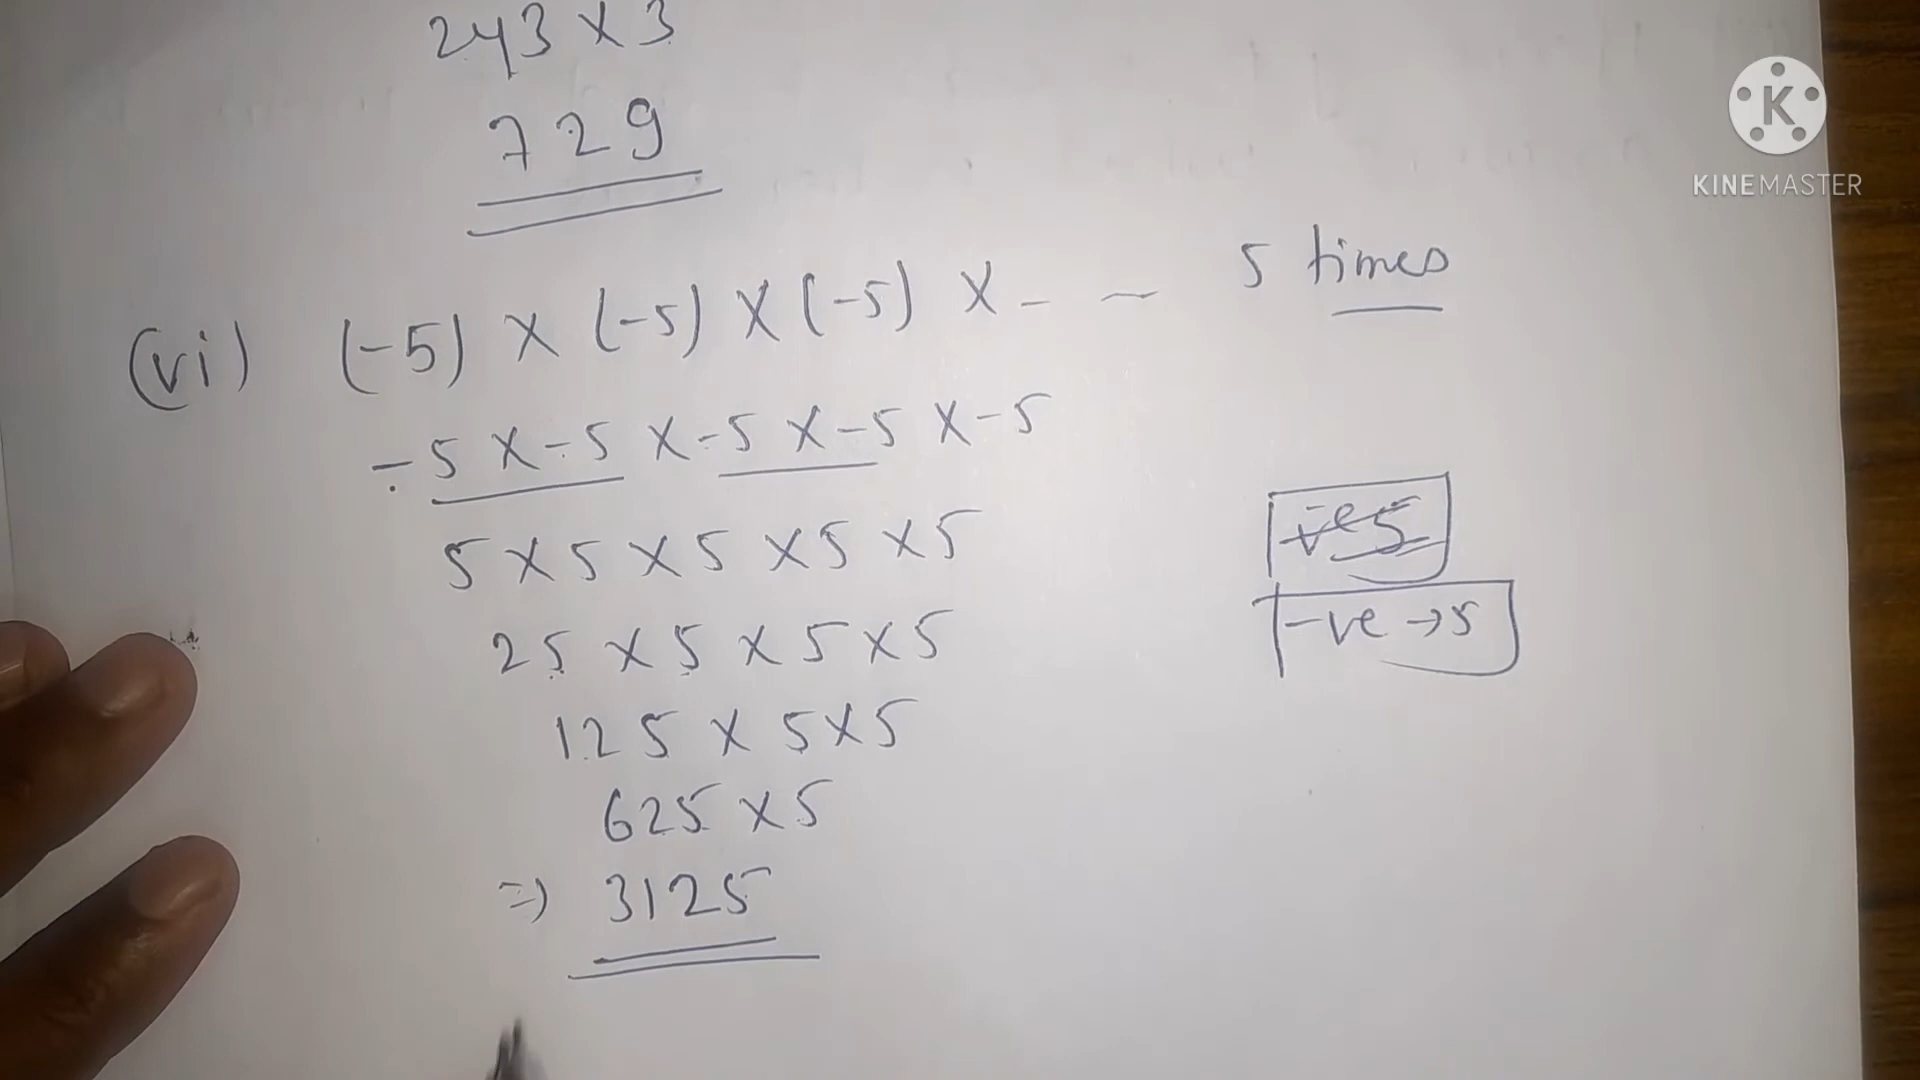 243 × 3
729
K
KINEMASTER
(vi) (-5) × (-5) × (-5) × - - 5 times
-5 × -5 × -5 × -5 × -5
5 × 5 × 5 × 5 × 5
-ve → 5
25 × 5 × 5 × 5
125 × 5 × 5
625 × 5
⇒ 3125